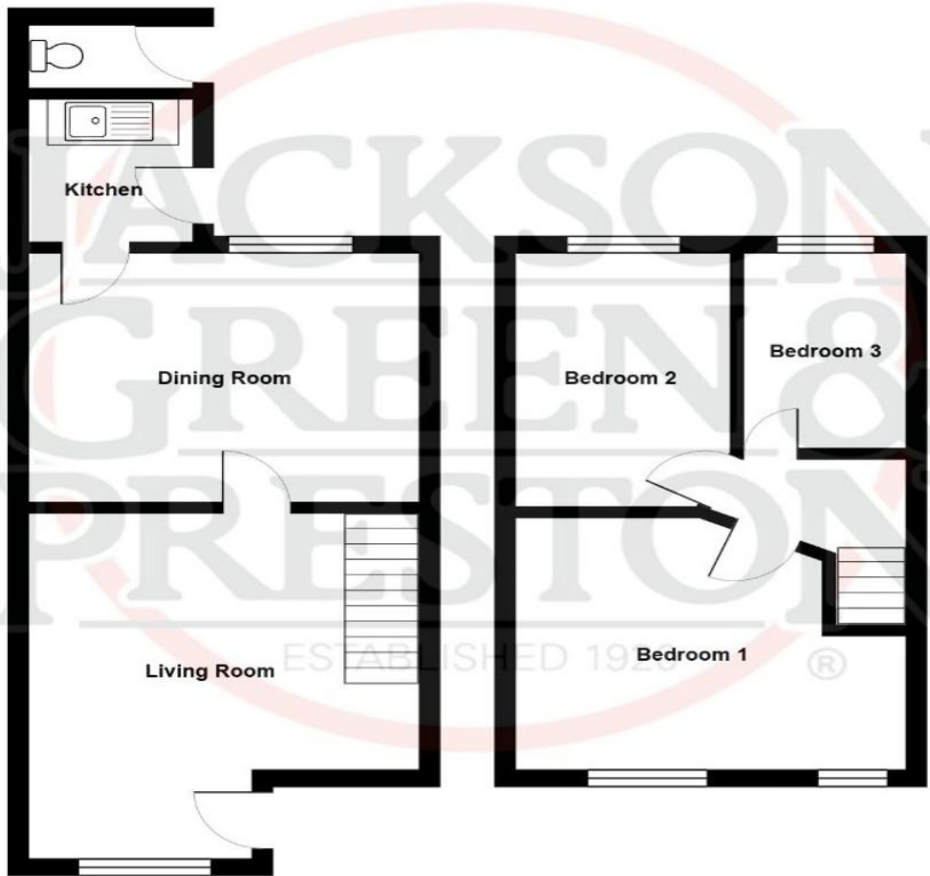 Kitchen
Dining Room
Living Room
Bedroom 2
Bedroom 3
Bedroom 1
JACKSON
GREEN &
PRESTON
ESTABLISHED 1920 ®